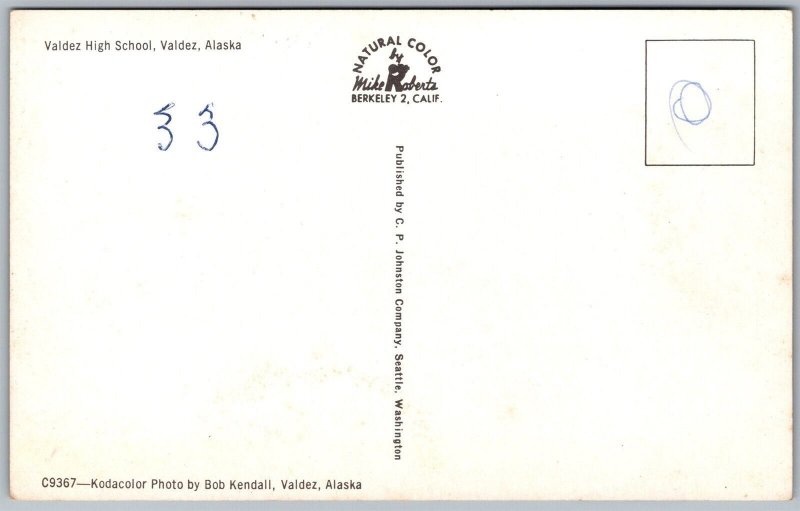 Valdez High School, Valdez, Alaska
NATURAL COLOR
by
Mike Roberts
BERKELEY 2, CALIF.
33
Published by C. P. Johnston Company, Seattle, Washington
C9367—Kodacolor Photo by Bob Kendall, Valdez, Alaska